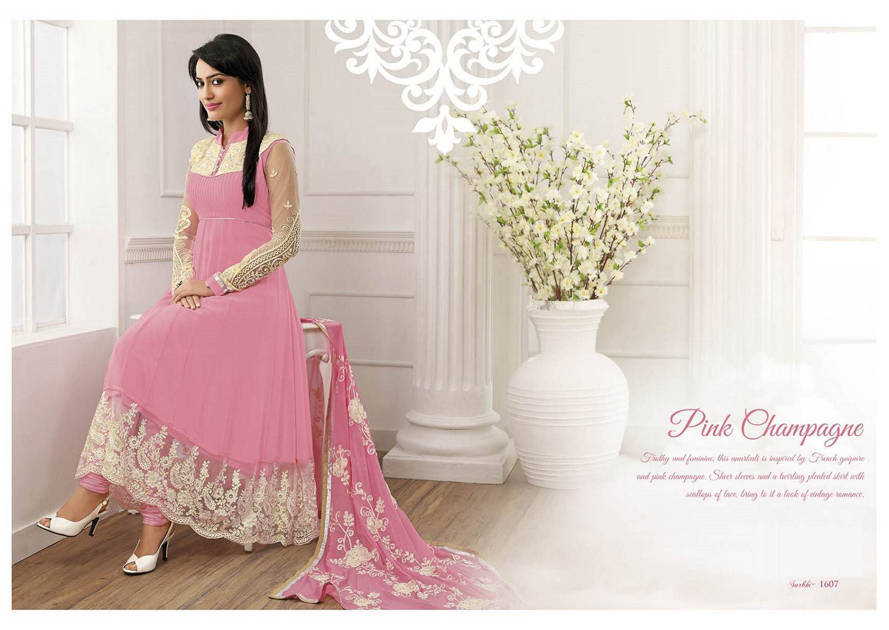 Pink Champagne
Frothy and feminine, this anarkali is inspired by French guipure
and pink champagne. Sheer sleeves and a twirling pleated skirt with
scallops of lace, bring to it a look of vintage romance.
Surbhi- 1607